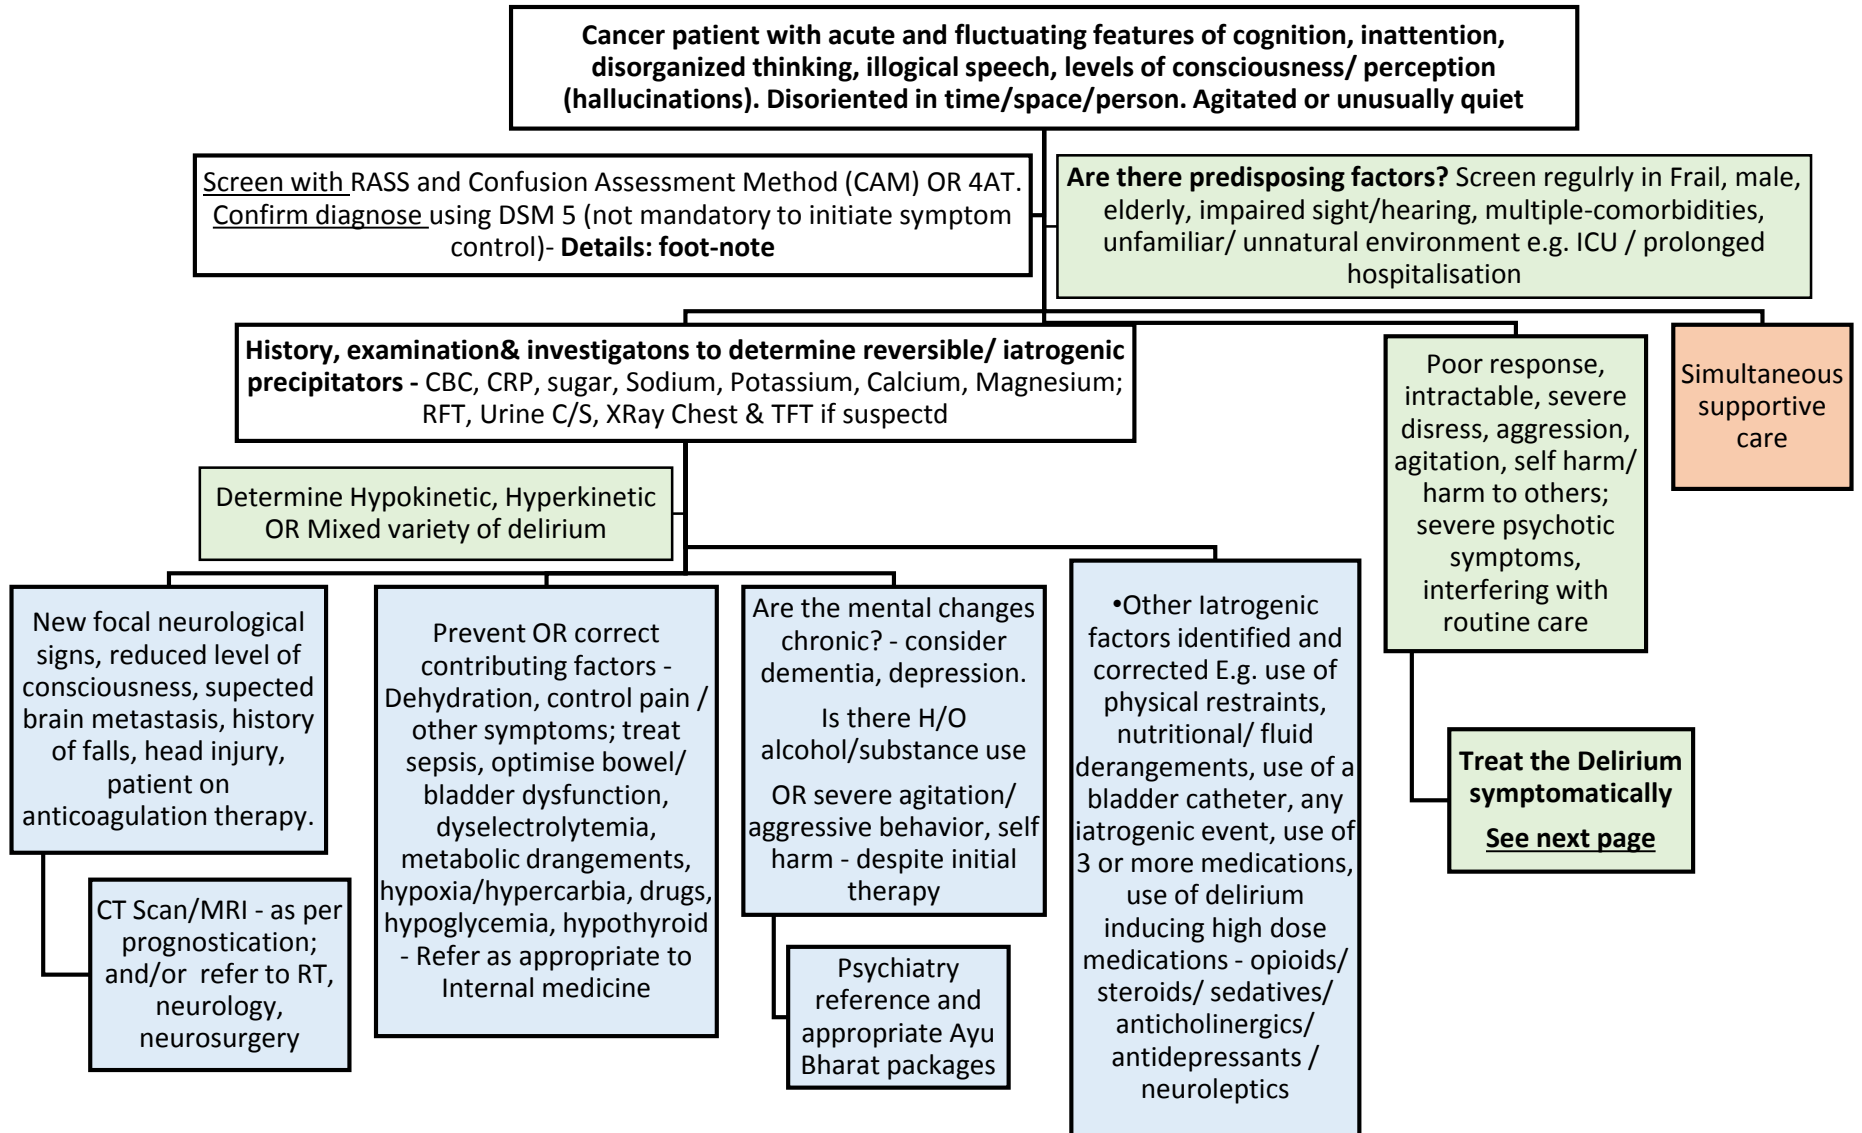 Cancer patient with acute and fluctuating features of cognition, inattention,
disorganized thinking, illogical speech, levels of consciousness/ perception
(hallucinations). Disoriented in time/space/person. Agitated or unusually quiet
Screen with RASS and Confusion Assessment Method (CAM) OR 4AT.
Confirm diagnose using DSM 5 (not mandatory to initiate symptom
control)- Details: foot-note
Are there predisposing factors? Screen regulrly in Frail, male,
elderly, impaired sight/hearing, multiple-comorbidities,
unfamiliar/ unnatural environment e.g. ICU / prolonged
hospitalisation
History, examination& investigatons to determine reversible/ iatrogenic
precipitators - CBC, CRP, sugar, Sodium, Potassium, Calcium, Magnesium;
RFT, Urine C/S, XRay Chest & TFT if suspectd
Poor response,
intractable, severe
disress, aggression,
agitation, self harm/
harm to others;
severe psychotic
symptoms,
interfering with
routine care
Simultaneous
supportive
care
Determine Hypokinetic, Hyperkinetic
OR Mixed variety of delirium
New focal neurological
signs, reduced level of
consciousness, supected
brain metastasis, history
of falls, head injury,
patient on
anticoagulation therapy.
CT Scan/MRI - as per
prognostication;
and/or refer to RT,
neurology,
neurosurgery
Prevent OR correct
contributing factors -
Dehydration, control pain /
other symptoms; treat
sepsis, optimise bowel/
bladder dysfunction,
dyselectrolytemia,
metabolic drangements,
hypoxia/hypercarbia, drugs,
hypoglycemia, hypothyroid
- Refer as appropriate to
Internal medicine
Are the mental changes
chronic? - consider
dementia, depression.
Is there H/O
alcohol/substance use
OR severe agitation/
aggressive behavior, self
harm - despite initial
therapy
Psychiatry
reference and
appropriate Ayu
Bharat packages
•Other Iatrogenic
factors identified and
corrected E.g. use of
physical restraints,
nutritional/ fluid
derangements, use of a
bladder catheter, any
iatrogenic event, use of
3 or more medications,
use of delirium
inducing high dose
medications - opioids/
steroids/ sedatives/
anticholinergics/
antidepressants /
neuroleptics
Treat the Delirium
symptomatically
See next page